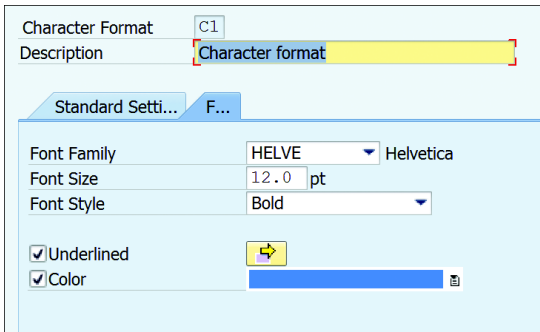 Character Format C1
Description Character format
Standard Setti... F...
Font Family HELVE Helvetica
Font Size 12.0 pt
Font Style Bold
Underlined
Color